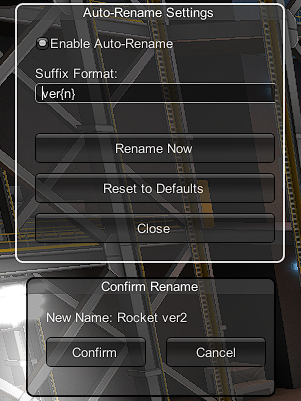 Auto-Rename Settings
Enable Auto-Rename
Suffix Format:
ver{n}
Rename Now
Reset to Defaults
Close
Confirm Rename
New Name: Rocket ver2
Confirm Cancel